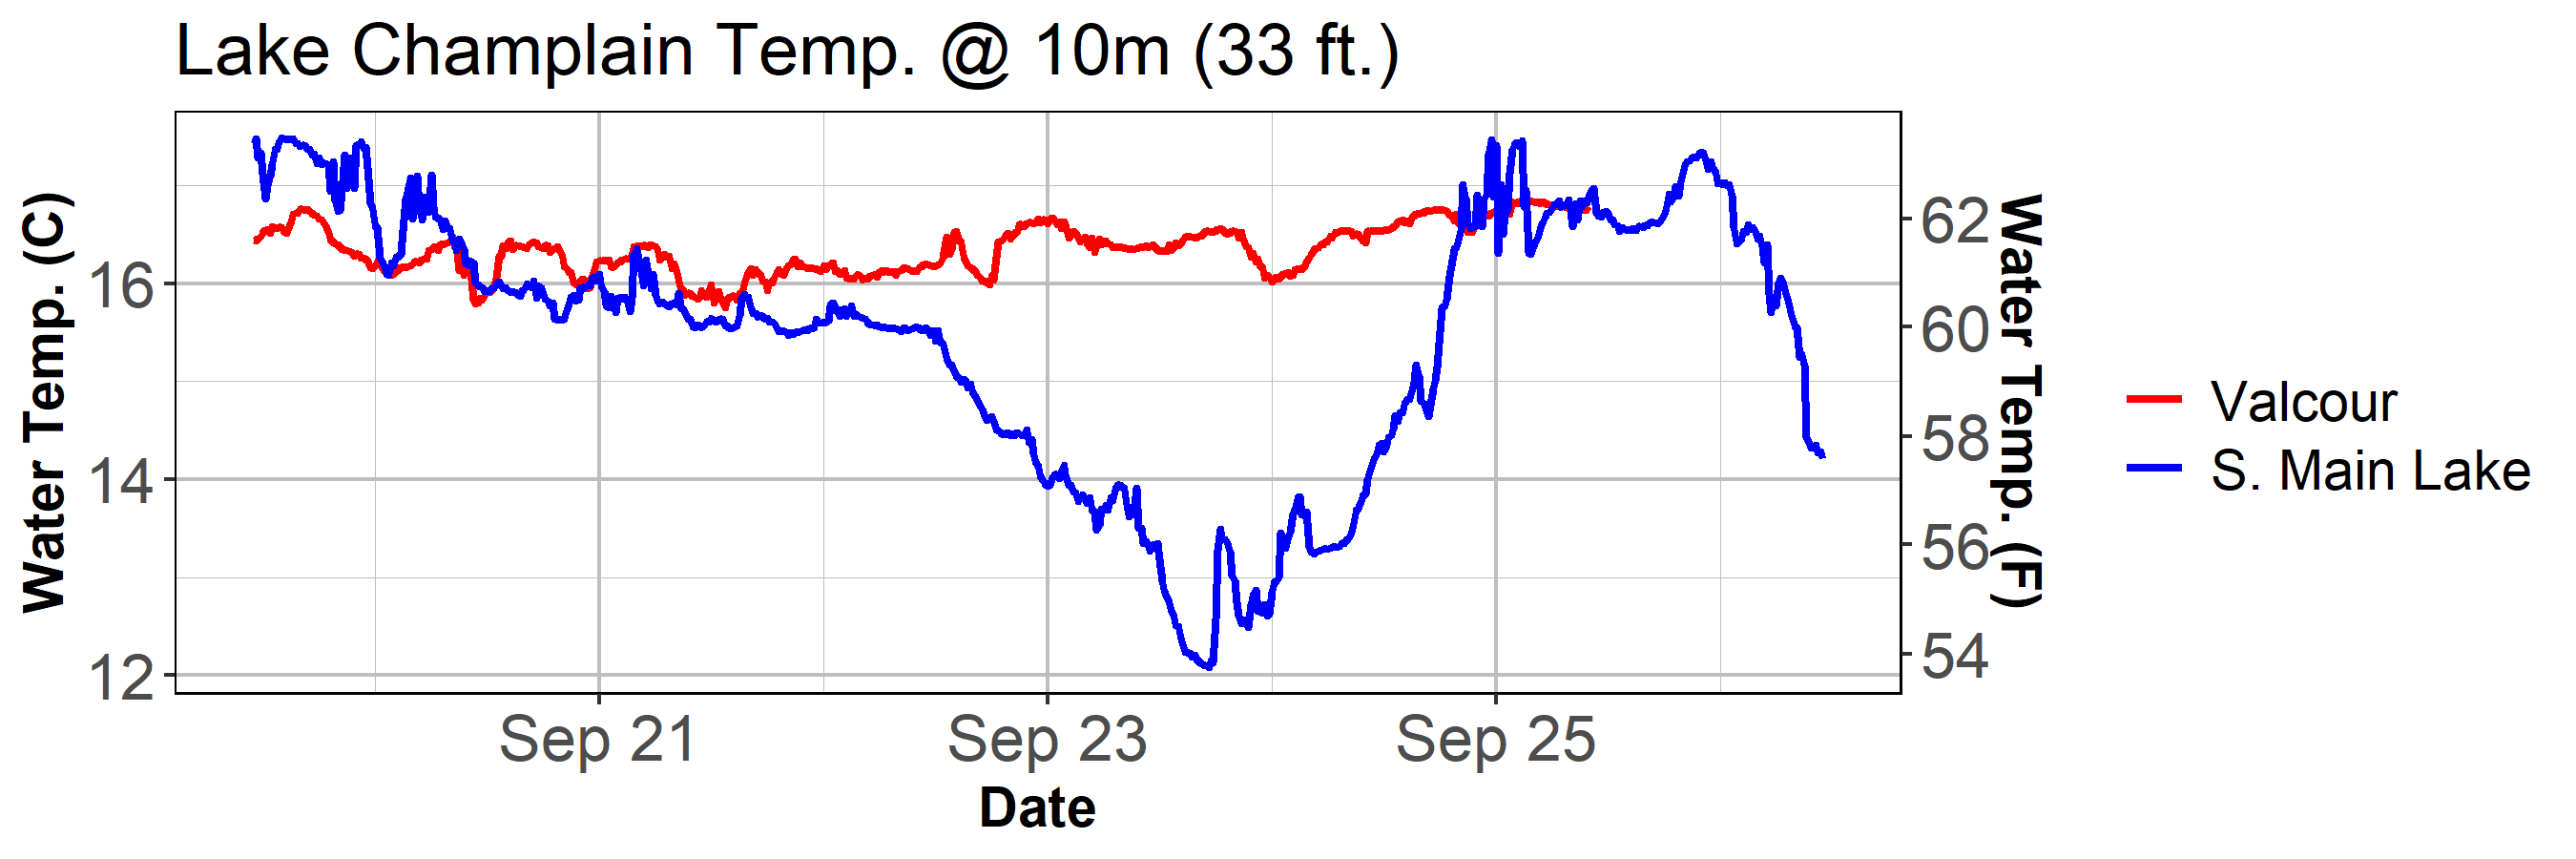 Lake Champlain Temp. @ 10m (33 ft.)
Water Temp. (C)
16
14
12
62
60
58
56
54
Water Temp. (F)
Sep 21
Sep 23
Sep 25
Date
Valcour
S. Main Lake